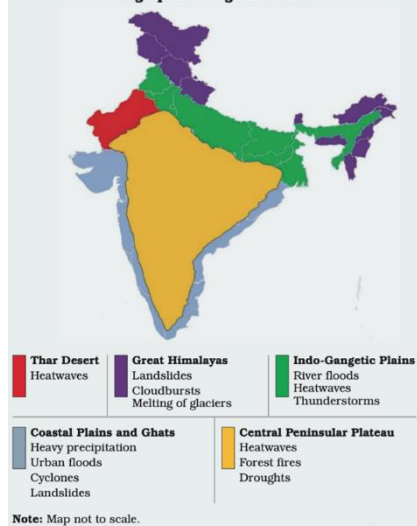 Thar Desert
Heatwaves
Great Himalayas
Landslides
Cloudbursts
Melting of glaciers
Indo-Gangetic Plains
River floods
Heatwaves
Thunderstorms
Coastal Plains and Ghats
Heavy precipitation
Urban floods
Cyclones
Landslides
Central Peninsular Plateau
Heatwaves
Forest fires
Droughts
Note: Map not to scale.